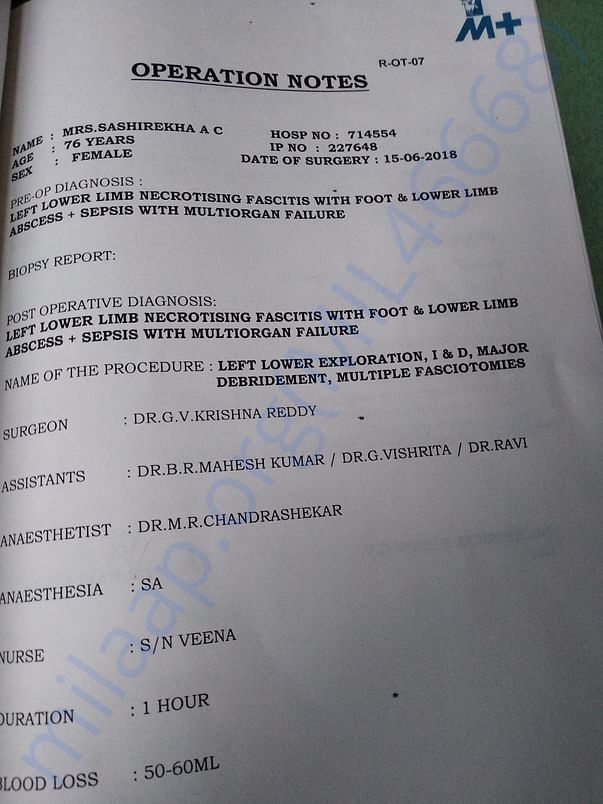 M+
R-OT-07
OPERATION NOTES
NAME : MRS.SASHIREKHA A C HOSP NO : 714554
AGE : 76 YEARS IP NO : 227648
SEX : FEMALE DATE OF SURGERY : 15-06-2018
PRE-OP DIAGNOSIS :
LEFT LOWER LIMB NECROTISING FASCITIS WITH FOOT & LOWER LIMB
ABSCESS + SEPSIS WITH MULTIORGAN FAILURE
BIOPSY REPORT:
POST OPERATIVE DIAGNOSIS:
LEFT LOWER LIMB NECROTISING FASCITIS WITH FOOT & LOWER LIMB
ABSCESS + SEPSIS WITH MULTIORGAN FAILURE
NAME OF THE PROCEDURE : LEFT LOWER EXPLORATION, I & D, MAJOR
DEBRIDEMENT, MULTIPLE FASCIOTOMIES
SURGEON : DR.G.V.KRISHNA REDDY
ASSISTANTS : DR.B.R.MAHESH KUMAR / DR.G.VISHRITA / DR.RAVI
ANAESTHETIST : DR.M.R.CHANDRASHEKAR
ANAESTHESIA : SA
NURSE : S/N VEENA
DURATION : 1 HOUR
BLOOD LOSS : 50-60ML
milaap.org(MIL46668)